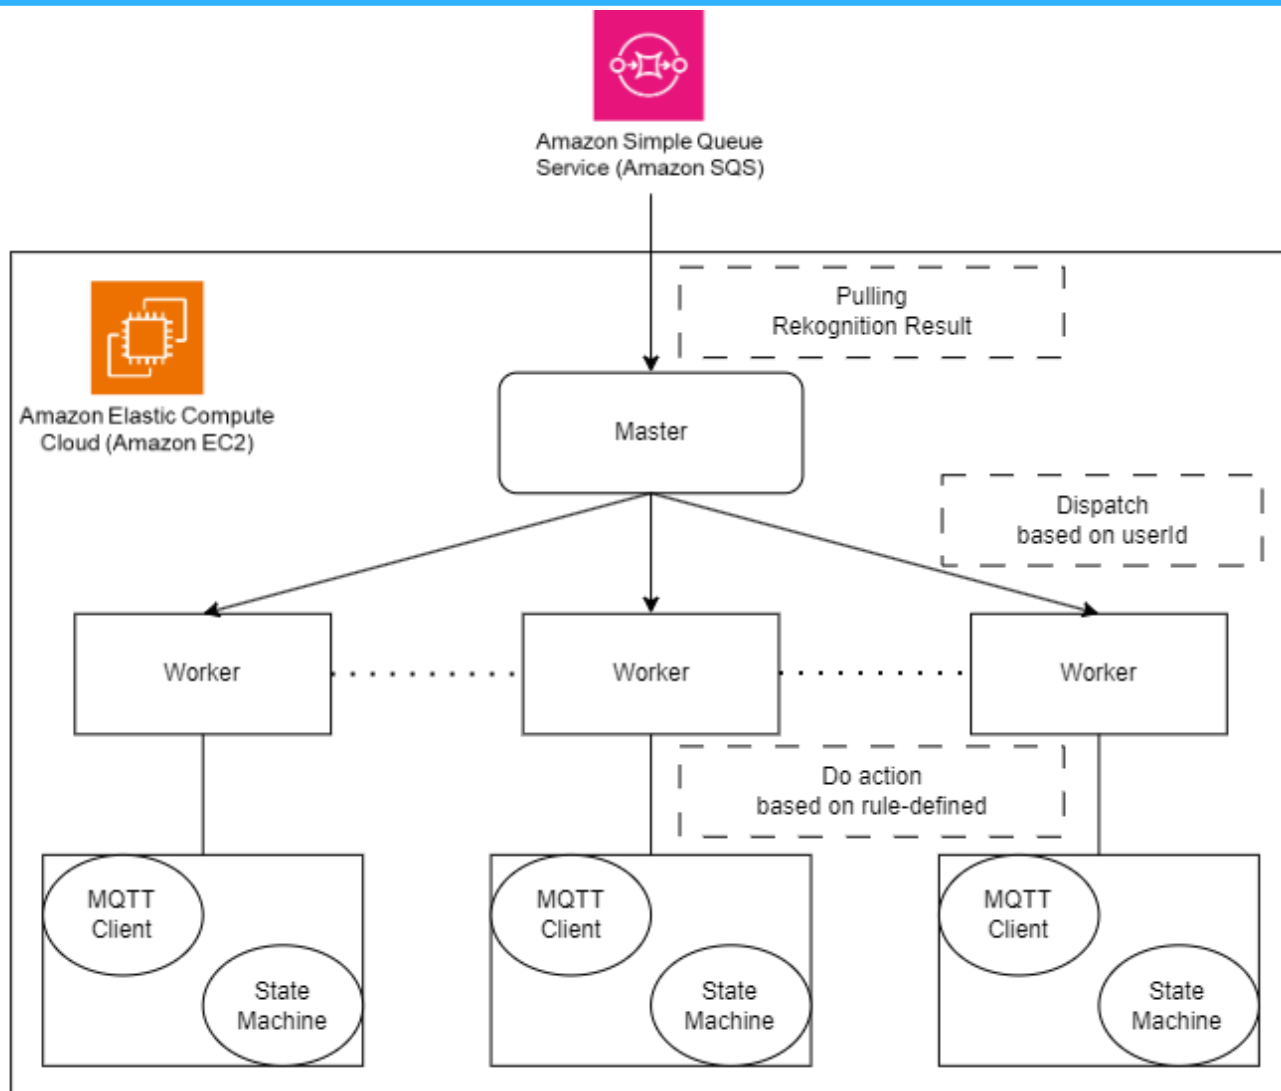 Amazon Simple Queue
Service (Amazon SQS)
Pulling
Rekognition Result
Amazon Elastic Compute
Cloud (Amazon EC2)
Master
Dispatch
based on userId
Worker
Worker
Worker
Do action
based on rule-defined
MQTT
Client
State
Machine
MQTT
Client
State
Machine
MQTT
Client
State
Machine